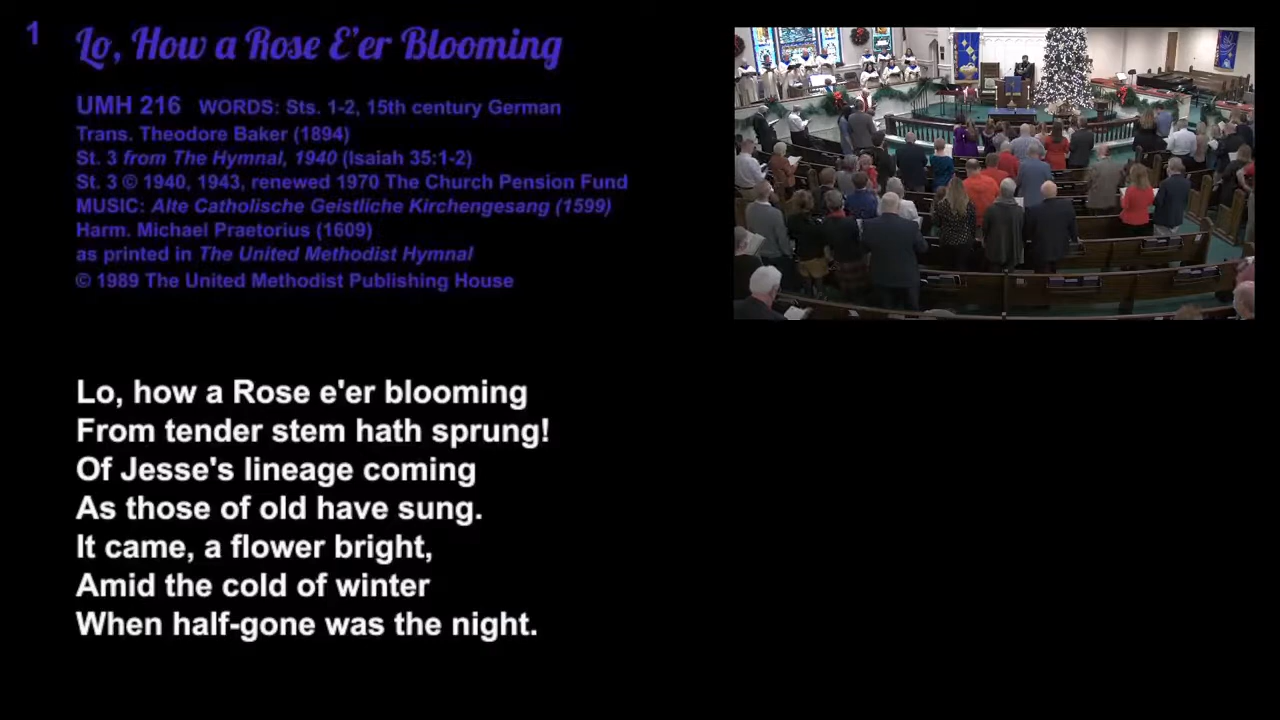 1
Lo, How a Rose E'er Blooming
UMH 216 WORDS: Sts. 1-2, 15th century German
Trans. Theodore Baker (1894)
St. 3 from The Hymnal, 1940 (Isaiah 35:1-2)
St. 3 © 1940, 1943, renewed 1970 The Church Pension Fund
MUSIC: Alte Catholische Geistliche Kirchengesang (1599)
Harm. Michael Praetorius (1609)
as printed in The United Methodist Hymnal
© 1989 The United Methodist Publishing House
Lo, how a Rose e'er blooming
From tender stem hath sprung!
Of Jesse's lineage coming
As those of old have sung.
It came, a flower bright,
Amid the cold of winter
When half-gone was the night.